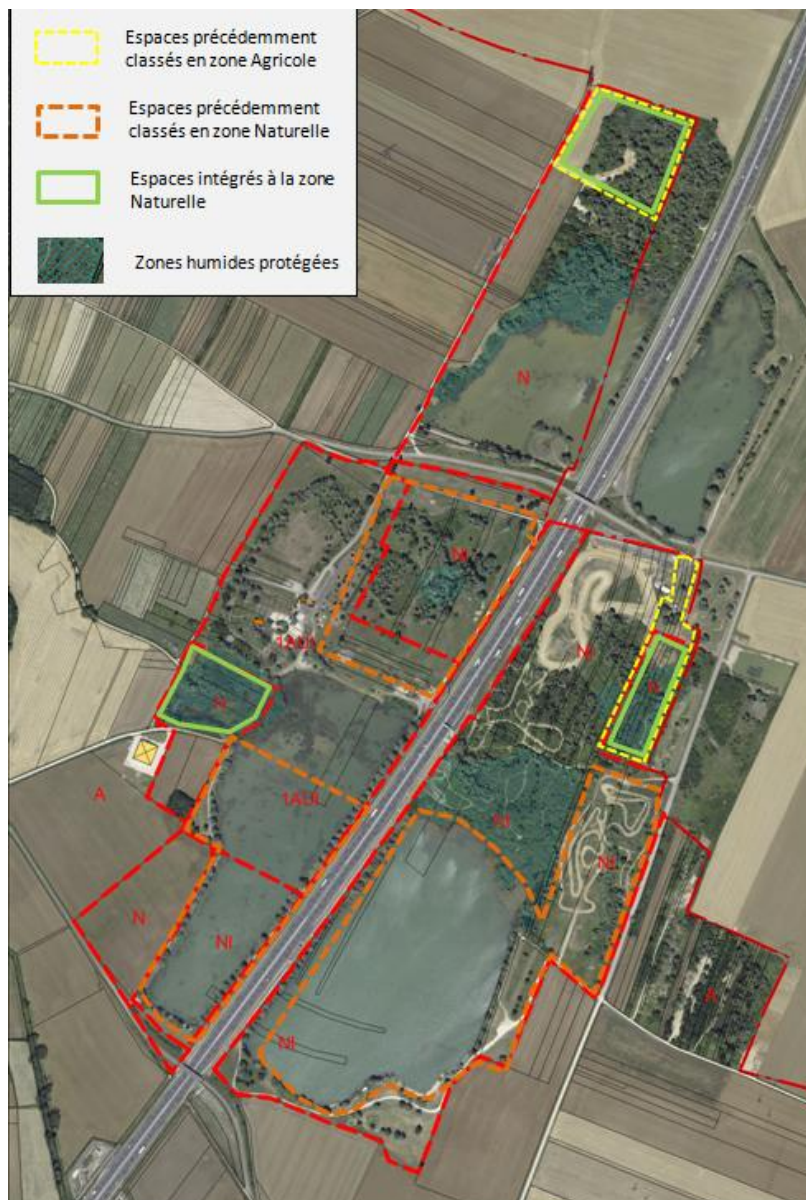 Espaces précédemment
classés en zone Agricole
Espaces précédemment
classés en zone Naturelle
Espaces intégrés à la zone
Naturelle
Zones humides protégées
N
Nl
1AUl
Nl
N
N
A
1AUl
Nl
Nl
N
Nl
A
Nl